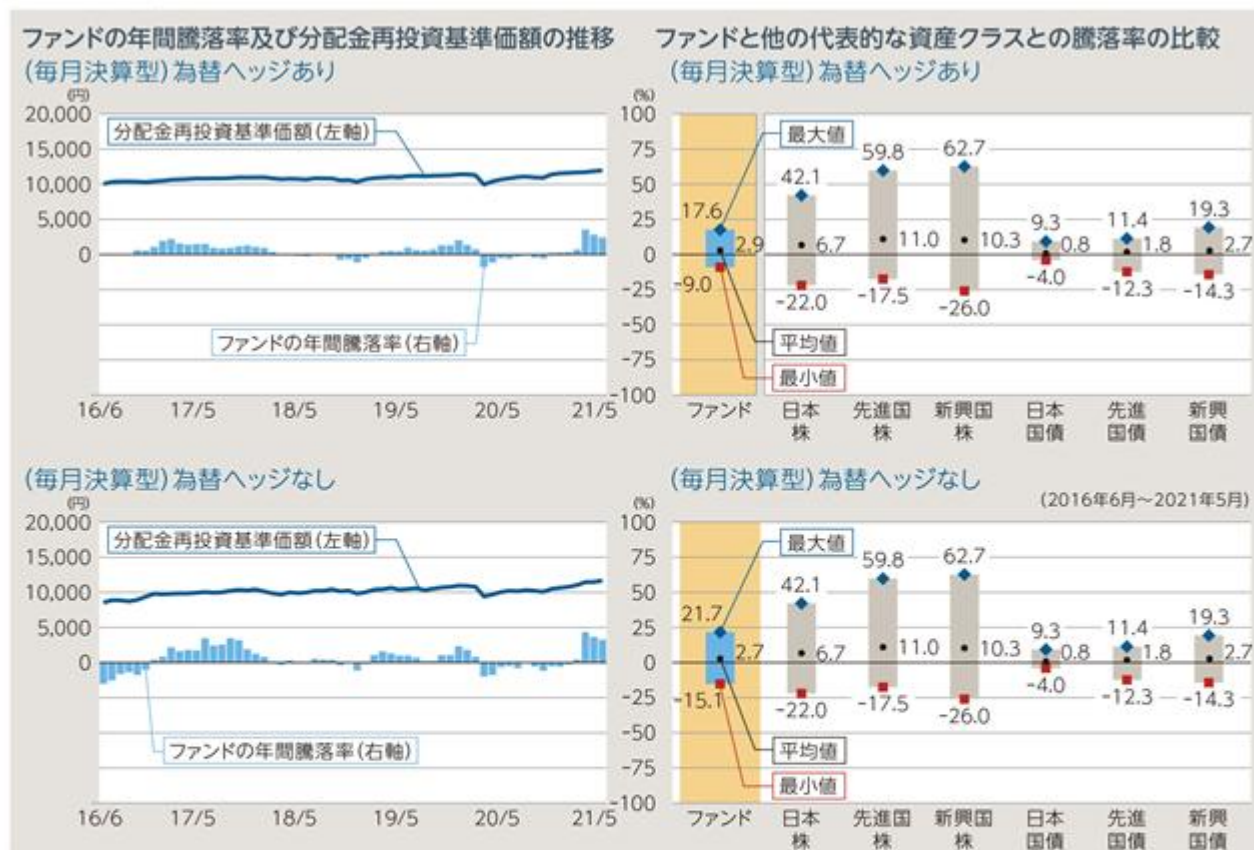 ファンドの年間騰落率及び分配金再投資基準価額の推移
(毎月決算型)為替ヘッジあり
(円)
20,000
15,000
10,000
5,000
0
分配金再投資基準価額(左軸)
ファンドの年間騰落率(右軸)
16/6 17/5 18/5 19/5 20/5 21/5
ファンドと他の代表的な資産クラスとの騰落率の比較
(毎月決算型)為替ヘッジあり
(%)
100
75
50
25
0
-25
-50
-75
-100
最大値
平均値
最小値
17.6 42.1 59.8 62.7 9.3 11.4 19.3
2.9 6.7 11.0 10.3 0.8 1.8 2.7
-9.0 -22.0 -17.5 -26.0 -4.0 -12.3 -14.3
ファンド 日本 先進国 新興国 日本 先進 新興
株 株 株 国債 国債 国債
(毎月決算型)為替ヘッジなし
(円)
20,000
15,000
10,000
5,000
0
分配金再投資基準価額(左軸)
ファンドの年間騰落率(右軸)
16/6 17/5 18/5 19/5 20/5 21/5
(毎月決算型)為替ヘッジなし
(2016年6月～2021年5月)
(%)
100
75
50
25
0
-25
-50
-75
-100
最大値
平均値
最小値
21.7 42.1 59.8 62.7 9.3 11.4 19.3
2.7 6.7 11.0 10.3 0.8 1.8 2.7
-15.1 -22.0 -17.5 -26.0 -4.0 -12.3 -14.3
ファンド 日本 先進国 新興国 日本 先進 新興
株 株 株 国債 国債 国債